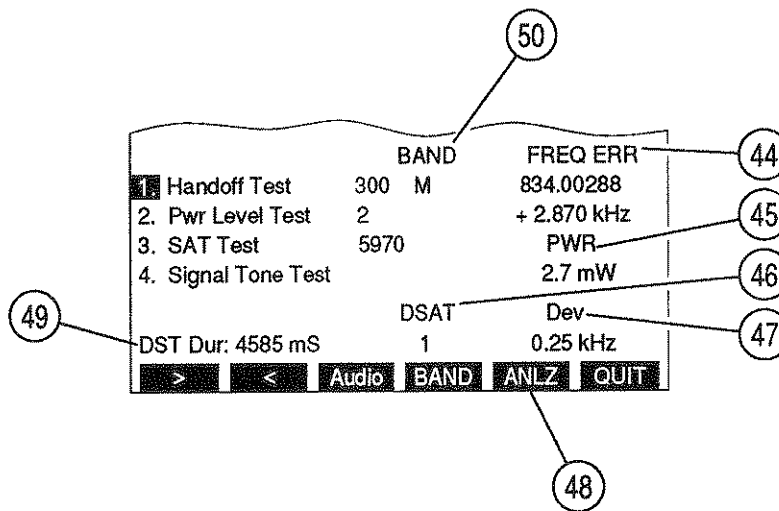 50
BAND FREQ ERR 44
1. Handoff Test 300 M 834.00288
2. Pwr Level Test 2 + 2.870 kHz 45
3. SAT Test 5970 PWR
4. Signal Tone Test 2.7 mW 46
49 DSAT Dev
DST Dur: 4585 mS 1 0.25 kHz 47
> < Audio BAND ANLZ QUIT
48